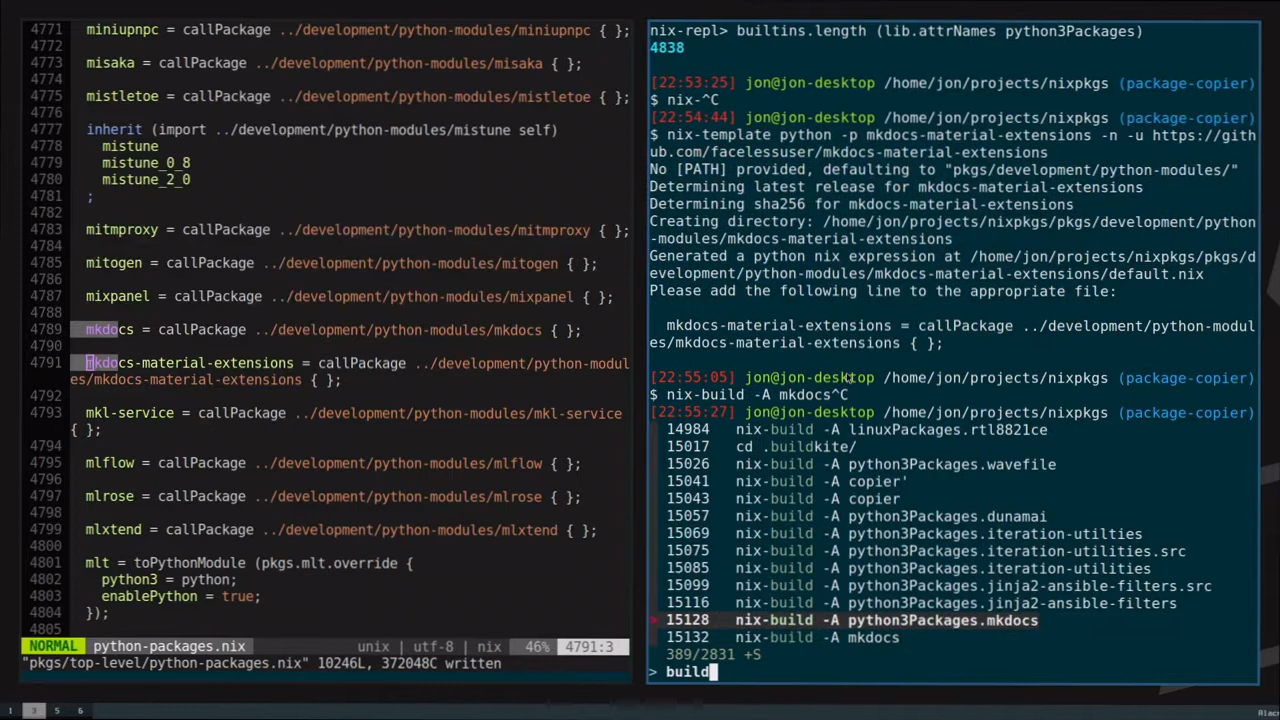 4771   miniupnpc = callPackage ../development/python-modules/miniupnpc { };
4772
4773   misaka = callPackage ../development/python-modules/misaka { };
4774
4775   mistletoe = callPackage ../development/python-modules/mistletoe { };
4776
4777   inherit (import ../development/python-modules/mistune self)
4778     mistune
4779     mistune_0_8
4780     mistune_2_0
4781   ;
4782
4783   mitmproxy = callPackage ../development/python-modules/mitmproxy { };
4784
4785   mitogen = callPackage ../development/python-modules/mitogen { };
4786
4787   mixpanel = callPackage ../development/python-modules/mixpanel { };
4788
4789   mkdocs = callPackage ../development/python-modules/mkdocs { };
4790
4791   mkdocs-material-extensions = callPackage ../development/python-modul
es/mkdocs-material-extensions { };
4792
4793   mkl-service = callPackage ../development/python-modules/mkl-service
{ };
4794
4795   mlflow = callPackage ../development/python-modules/mlflow { };
4796
4797   mlrose = callPackage ../development/python-modules/mlrose { };
4798
4799   mlxtend = callPackage ../development/python-modules/mlxtend { };
4800
4801   mlt = toPythonModule (pkgs.mlt.override {
4802     python3 = python;
4803     enablePython = true;
4804   });
4805
NORMAL python-packages.nix unix | utf-8 | nix 46% 4791:3
"pkgs/top-level/python-packages.nix" 10246L, 372048C written
nix-repl> builtins.length (lib.attrNames python3Packages)
4838
[22:53:25] jon@jon-desktop /home/jon/projects/nixpkgs (package-copier)
$ nix-^C
[22:54:44] jon@jon-desktop /home/jon/projects/nixpkgs (package-copier)
$ nix-template python -p mkdocs-material-extensions -n -u https://gith
ub.com/facelessuser/mkdocs-material-extensions
No [PATH] provided, defaulting to "pkgs/development/python-modules/"
Determining latest release for mkdocs-material-extensions
Determining sha256 for mkdocs-material-extensions
Creating directory: /home/jon/projects/nixpkgs/pkgs/development/python
-modules/mkdocs-material-extensions
Generated a python nix expression at /home/jon/projects/nixpkgs/pkgs/d
evelopment/python-modules/mkdocs-material-extensions/default.nix
Please add the following line to the appropriate file:
mkdocs-material-extensions = callPackage ../development/python-modul
es/mkdocs-material-extensions { };
[22:55:05] jon@jon-desktop /home/jon/projects/nixpkgs (package-copier)
$ nix-build -A mkdocs^C
[22:55:27] jon@jon-desktop /home/jon/projects/nixpkgs (package-copier)
14984   nix-build -A linuxPackages.rtl8821ce
15017   cd .buildkite/
15026   nix-build -A python3Packages.wavefile
15041   nix-build -A copier'
15043   nix-build -A copier
15057   nix-build -A python3Packages.dunamai
15069   nix-build -A python3Packages.iteration-utilties
15075   nix-build -A python3Packages.iteration-utilities.src
15085   nix-build -A python3Packages.iteration-utilities
15099   nix-build -A python3Packages.jinja2-ansible-filters.src
15116   nix-build -A python3Packages.jinja2-ansible-filters
15128   nix-build -A python3Packages.mkdocs
15132   nix-build -A mkdocs
389/2831 +S
> build
1 3 5 6
Alac